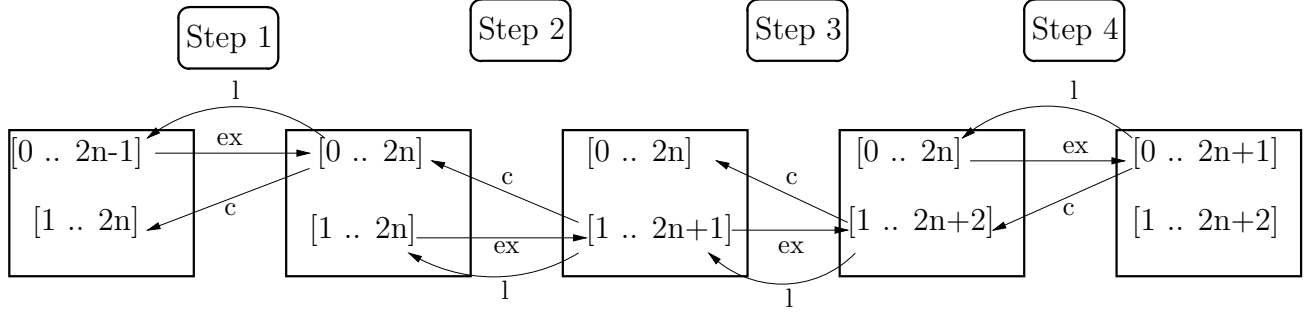 Step 1 Step 2 Step 3 Step 4
l l
[0 .. 2n-1] ex [0 .. 2n] [0 .. 2n] [0 .. 2n] ex [0 .. 2n+1]
c c c c
[1 .. 2n] [1 .. 2n] ex [1 .. 2n+1] ex [1 .. 2n+2] [1 .. 2n+2]
l l